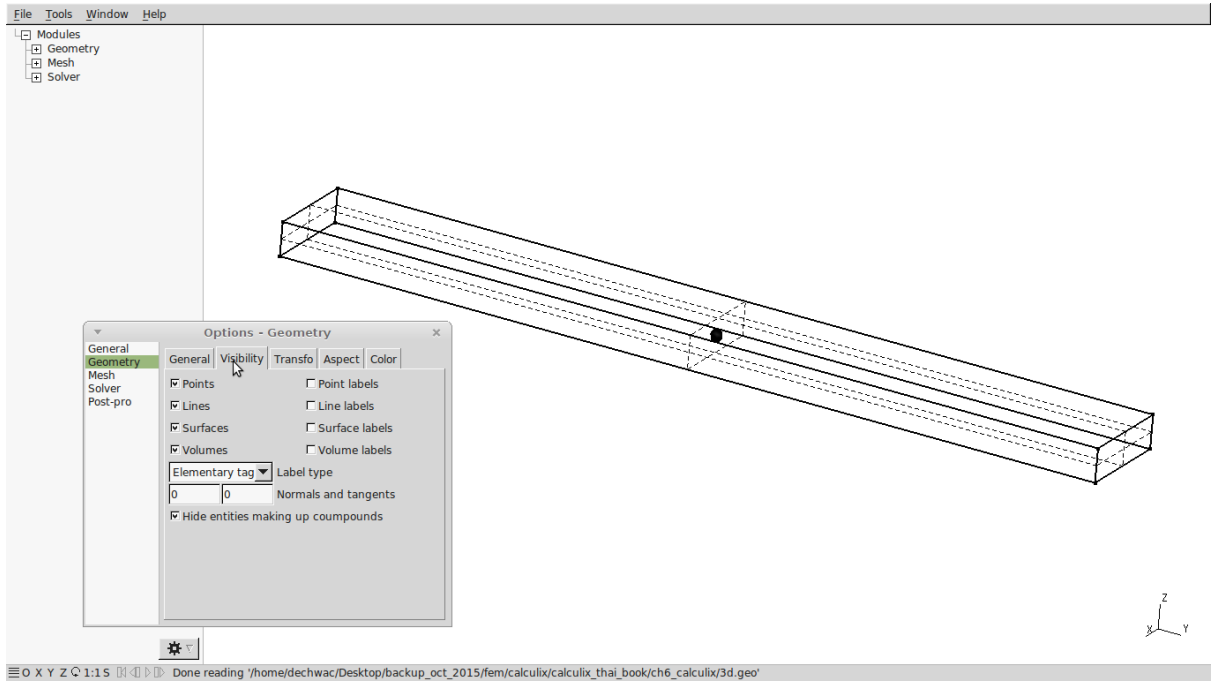 File Tools Window Help
Modules
Geometry
Mesh
Solver
Options - Geometry
General
Geometry
Mesh
Solver
Post-pro
General Visibility Transfo Aspect Color
Points Point labels
Lines Line labels
Surfaces Surface labels
Volumes Volume labels
Elementary tag Label type
0 0 Normals and tangents
Hide entities making up coumpounds
Z
X Y
O X Y Z 1:1 S Done reading '/home/dechwac/Desktop/backup_oct_2015/fem/calculix/calculix_thai_book/ch6_calculix/3d.geo'